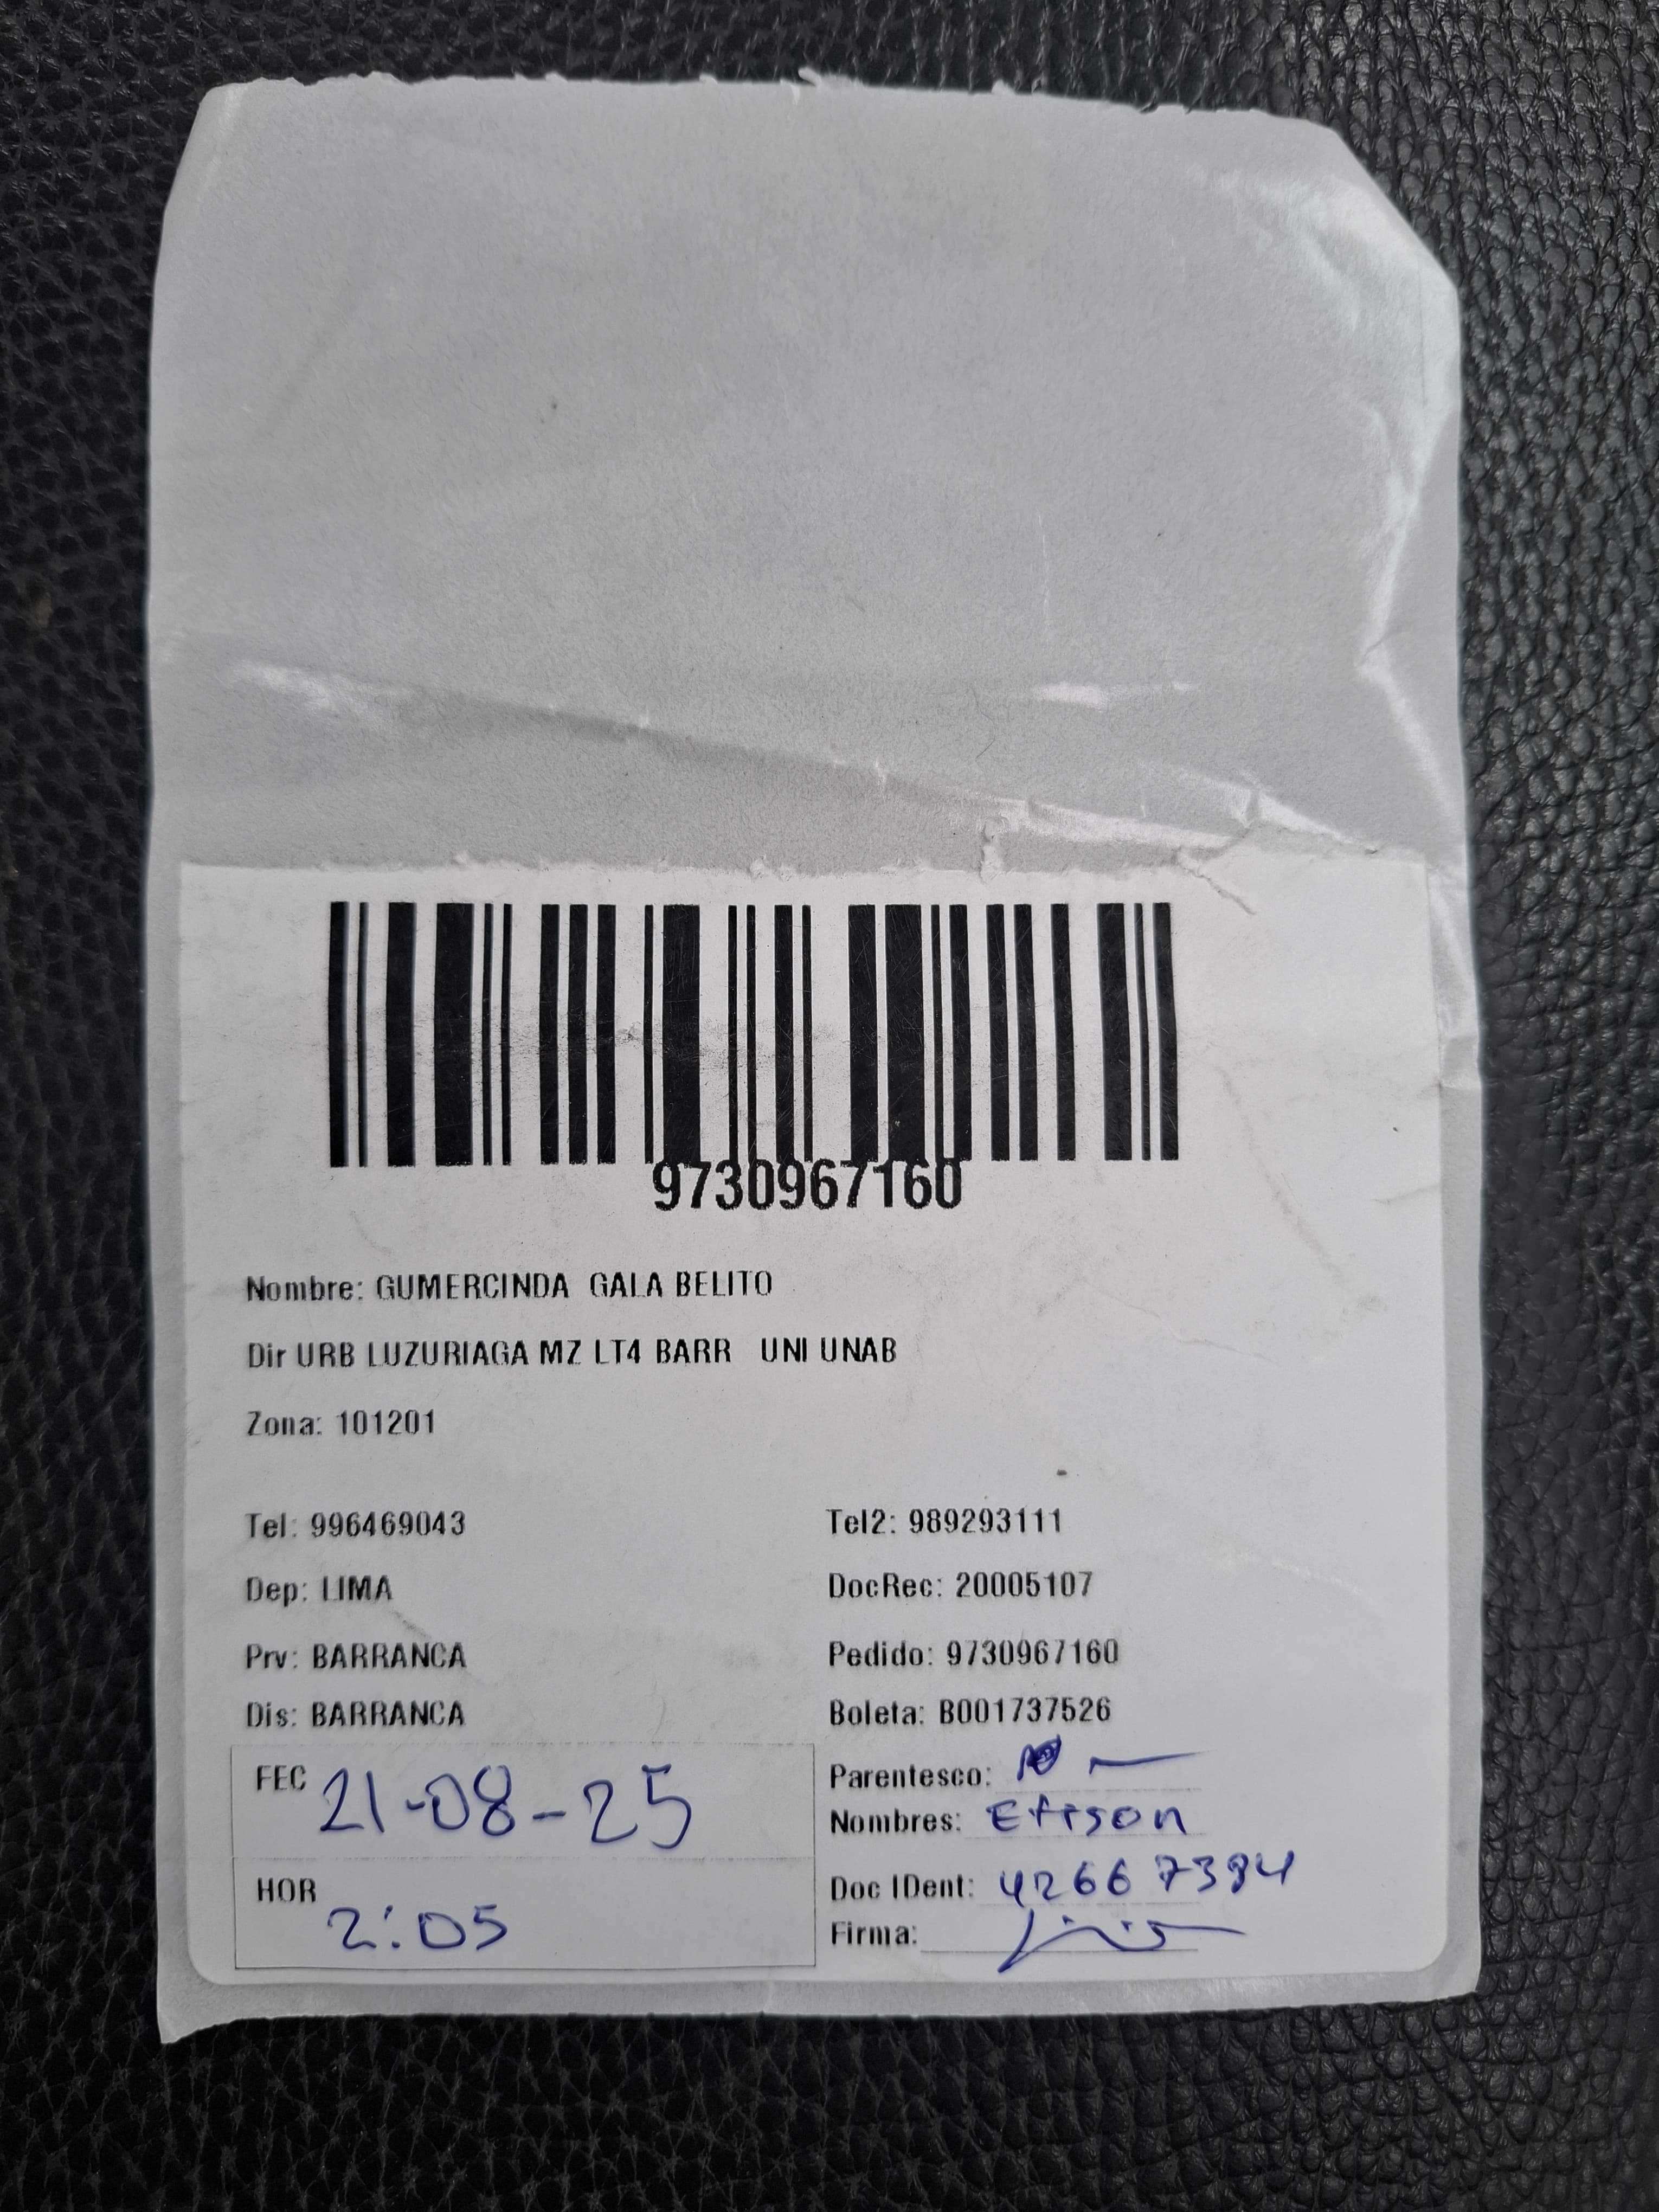 9730967160
Nombre: GUMERCINDA GALA BELITO
Dir URB LUZURIAGA MZ LT4 BARR UNI UNAB
Zona: 101201
Tel: 996469043 Tel2: 989293111
Dep: LIMA DocRec: 20005107
Prv: BARRANCA Pedido: 9730967160
Dis: BARRANCA Boleta: B001737526
FEC 21-08-25
HOR 2:05
Parentesco:
Nombres:
Doc IDent: 42667384
Firma: